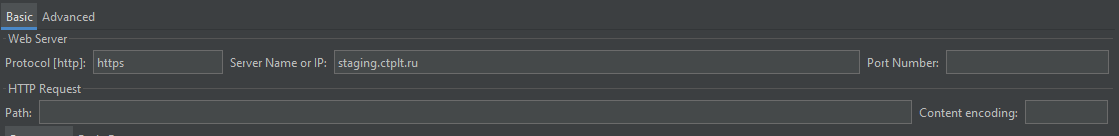 Basic Advanced
Web Server
Protocol [http]: https Server Name or IP: staging.ctplt.ru Port Number:
HTTP Request
Path: Content encoding: